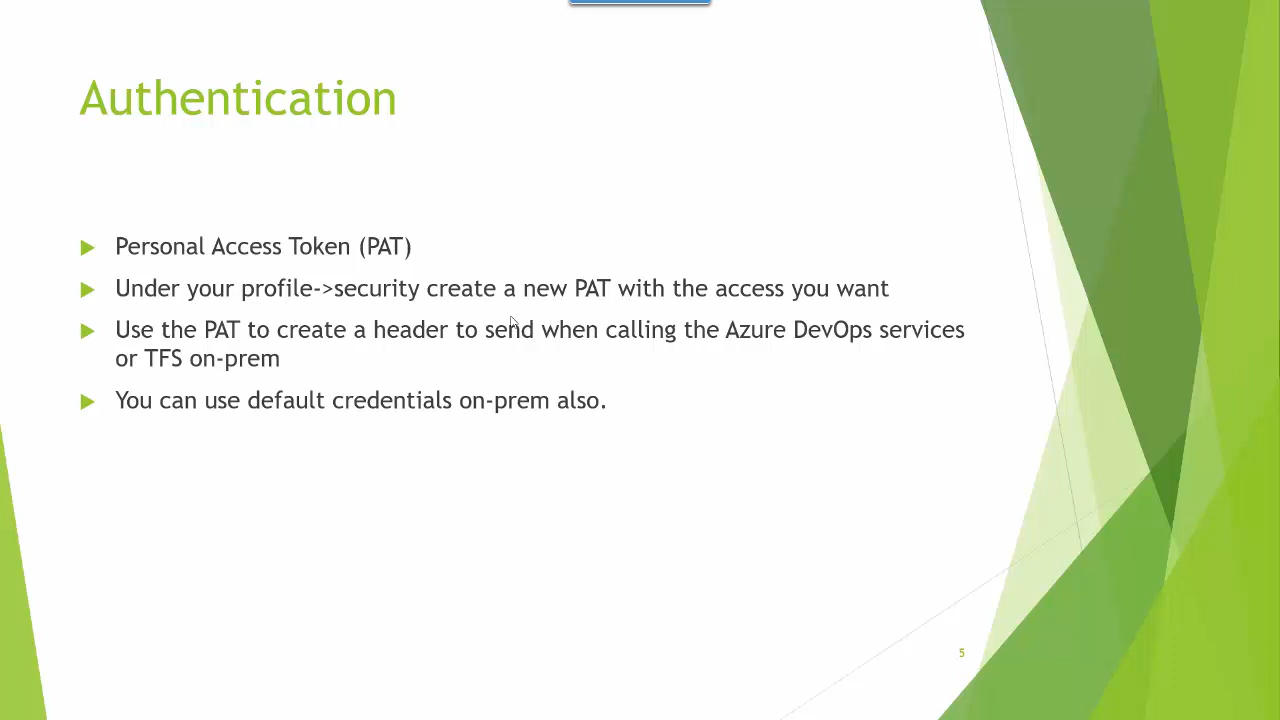 Authentication
Personal Access Token (PAT)
Under your profile->security create a new PAT with the access you want
Use the PAT to create a header to send when calling the Azure DevOps services
or TFS on-prem
You can use default credentials on-prem also.
5